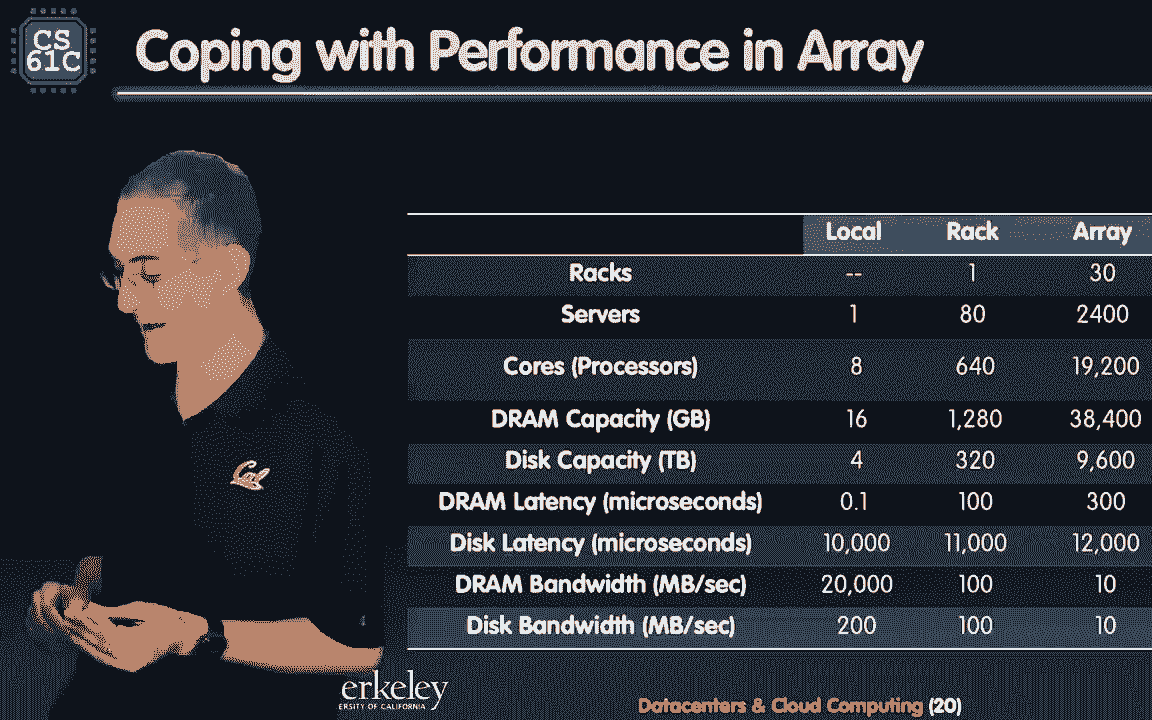 CS
61C
Coping with Performance in Array
Local Rack Array
Racks -- 1 30
Servers 1 80 2400
Cores (Processors) 8 640 19,200
DRAM Capacity (GB) 16 1,280 38,400
Disk Capacity (TB) 4 320 9,600
DRAM Latency (microseconds) 0.1 100 300
Disk Latency (microseconds) 10,000 11,000 12,000
DRAM Bandwidth (MB/sec) 20,000 100 10
Disk Bandwidth (MB/sec) 200 100 10
Cal
4
erkeley
ERSITY OF CALIFORNIA
Datacenters & Cloud Computing (20)